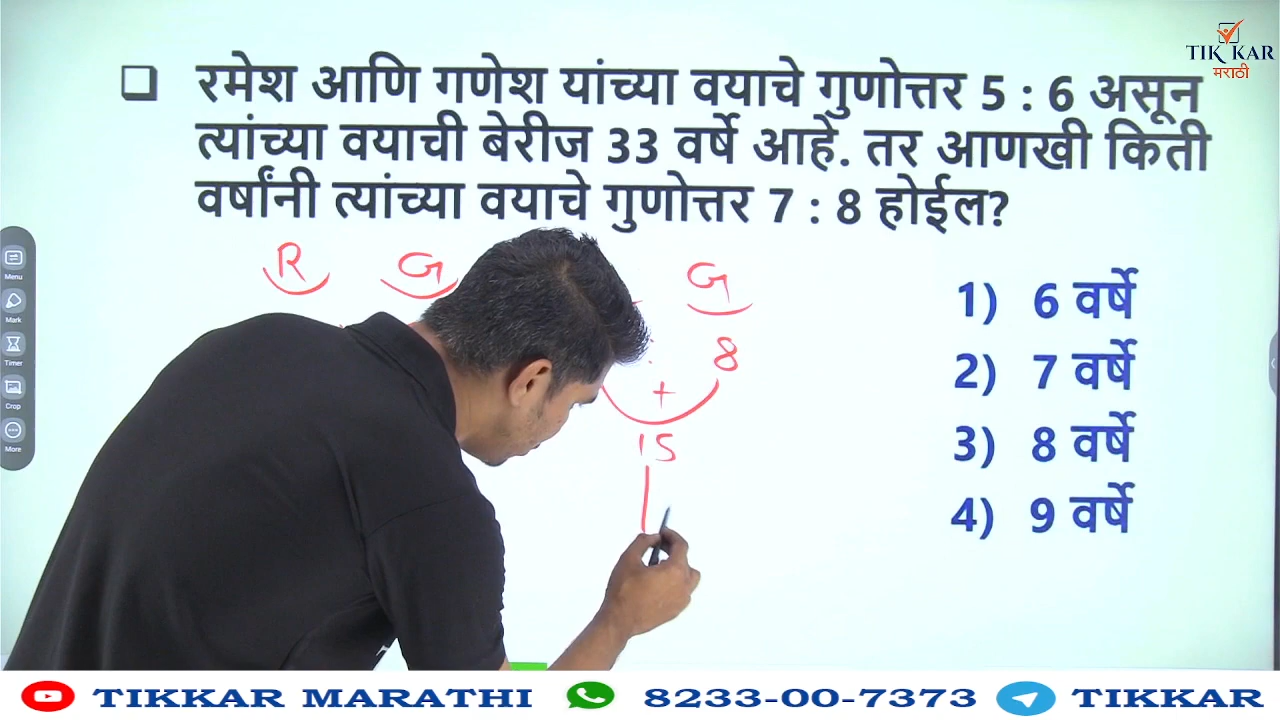 TIKKAR
मराठी
रमेश आणि गणेश यांच्या वयाचे गुणोत्तर 5 : 6 असून
त्यांच्या वयाची बेरीज 33 वर्षे आहे. तर आणखी किती
वर्षांनी त्यांच्या वयाचे गुणोत्तर 7 : 8 होईल?
R G G
8
+
15
1) 6 वर्षे
2) 7 वर्षे
3) 8 वर्षे
4) 9 वर्षे
Menu
Mark
Timer
Crop
More
TIKKAR MARATHI 8233-00-7373 TIKKAR